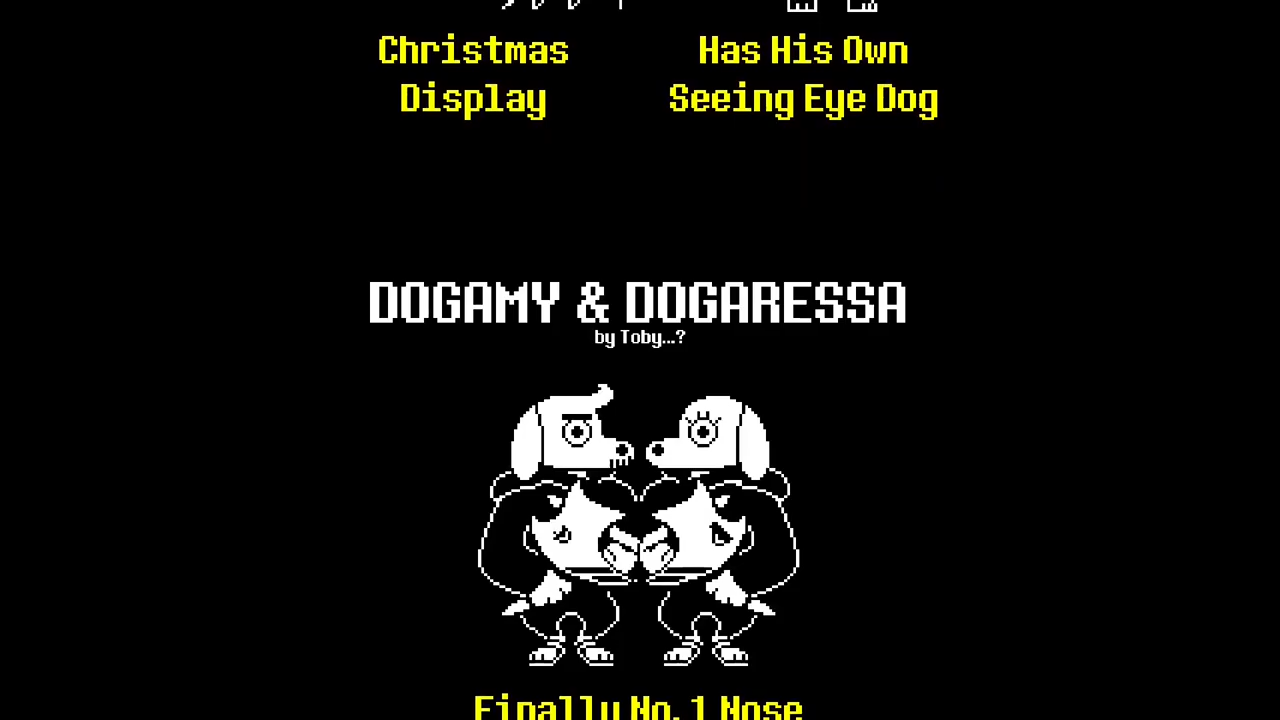 Christmas
Display
Has His Own
Seeing Eye Dog
DOGAMY & DOGARESSA
by Toby...?
Finally No. 1 Nose